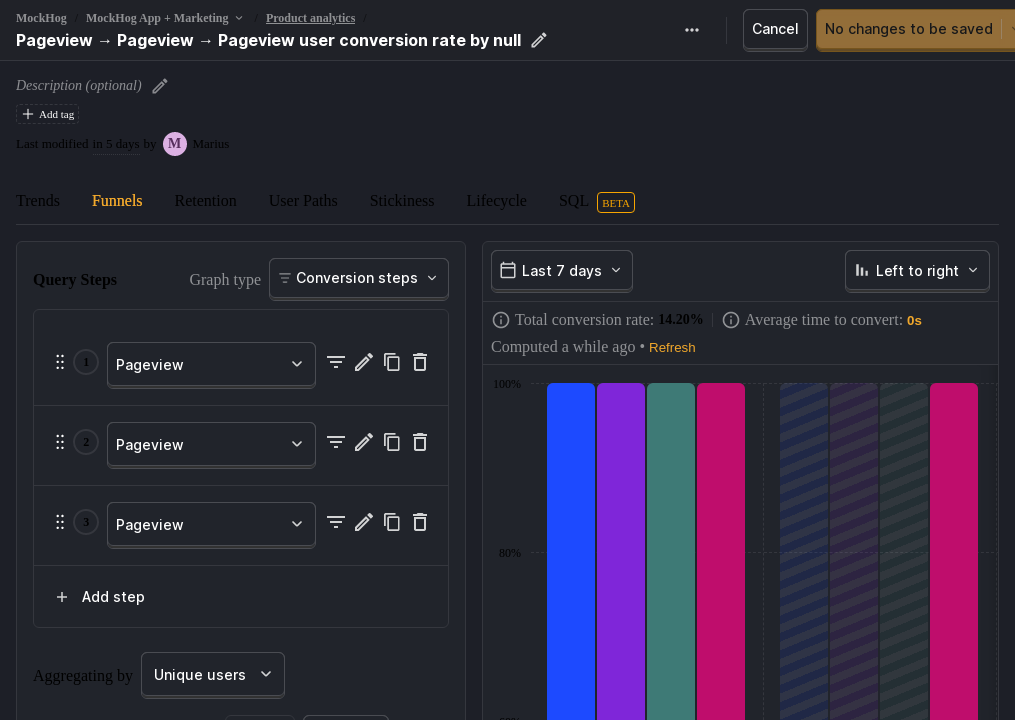 MockHog / MockHog App + Marketing / Product analytics /
Pageview → Pageview → Pageview user conversion rate by null
Cancel
No changes to be saved
Description (optional)
Add tag
Last modified in 5 days by M Marius
Trends Funnels Retention User Paths Stickiness Lifecycle SQL BETA
Query Steps
Graph type Conversion steps
1 Pageview
2 Pageview
3 Pageview
Add step
Aggregating by Unique users
Last 7 days
Left to right
Total conversion rate: 14.20%
Average time to convert: 0s
Computed a while ago • Refresh
100%
80%